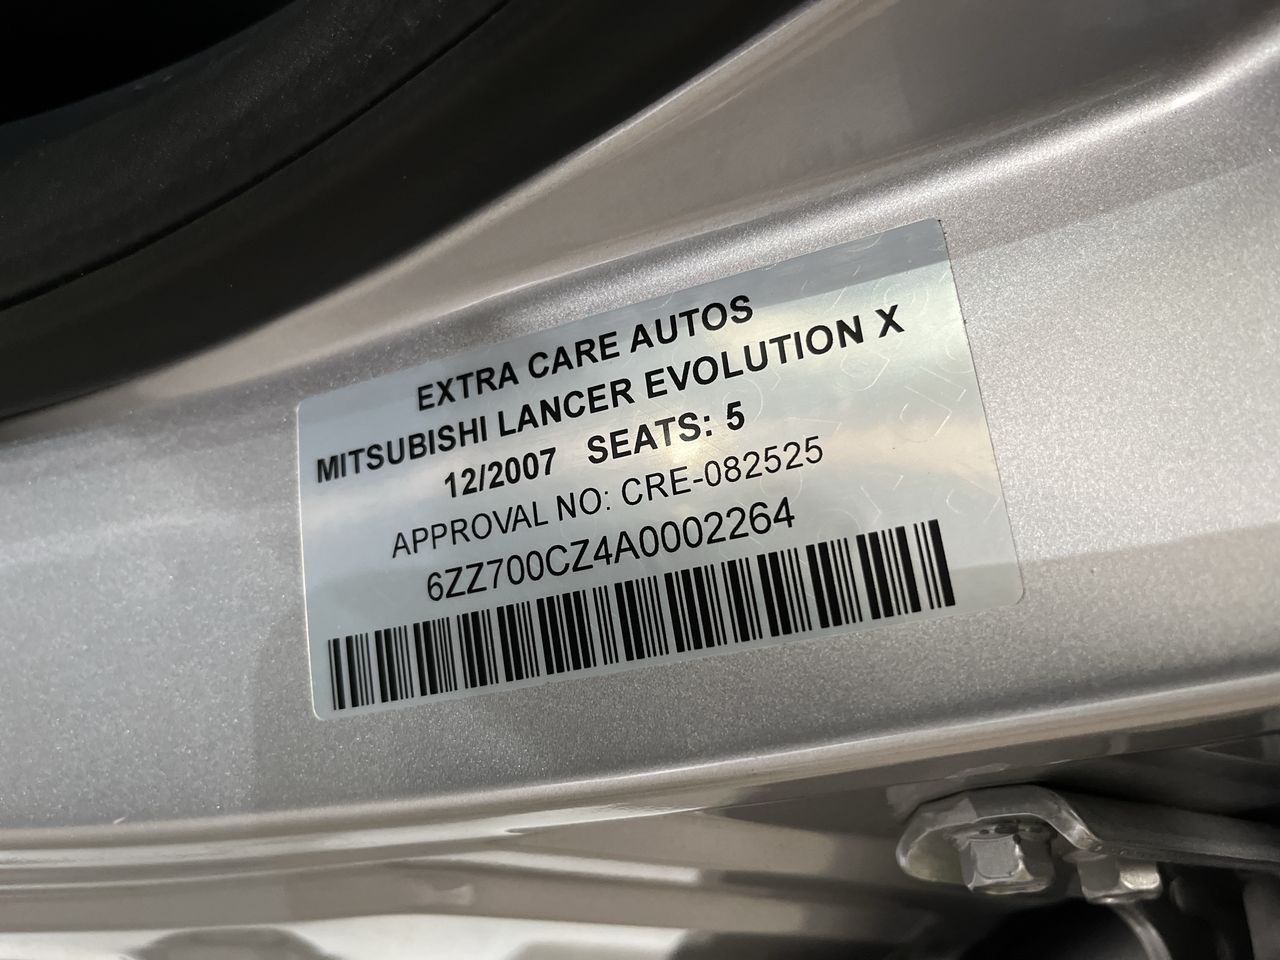 EXTRA CARE AUTOS
MITSUBISHI LANCER EVOLUTION X
12/2007 SEATS: 5
APPROVAL NO: CRE-082525
6ZZ700CZ4A0002264